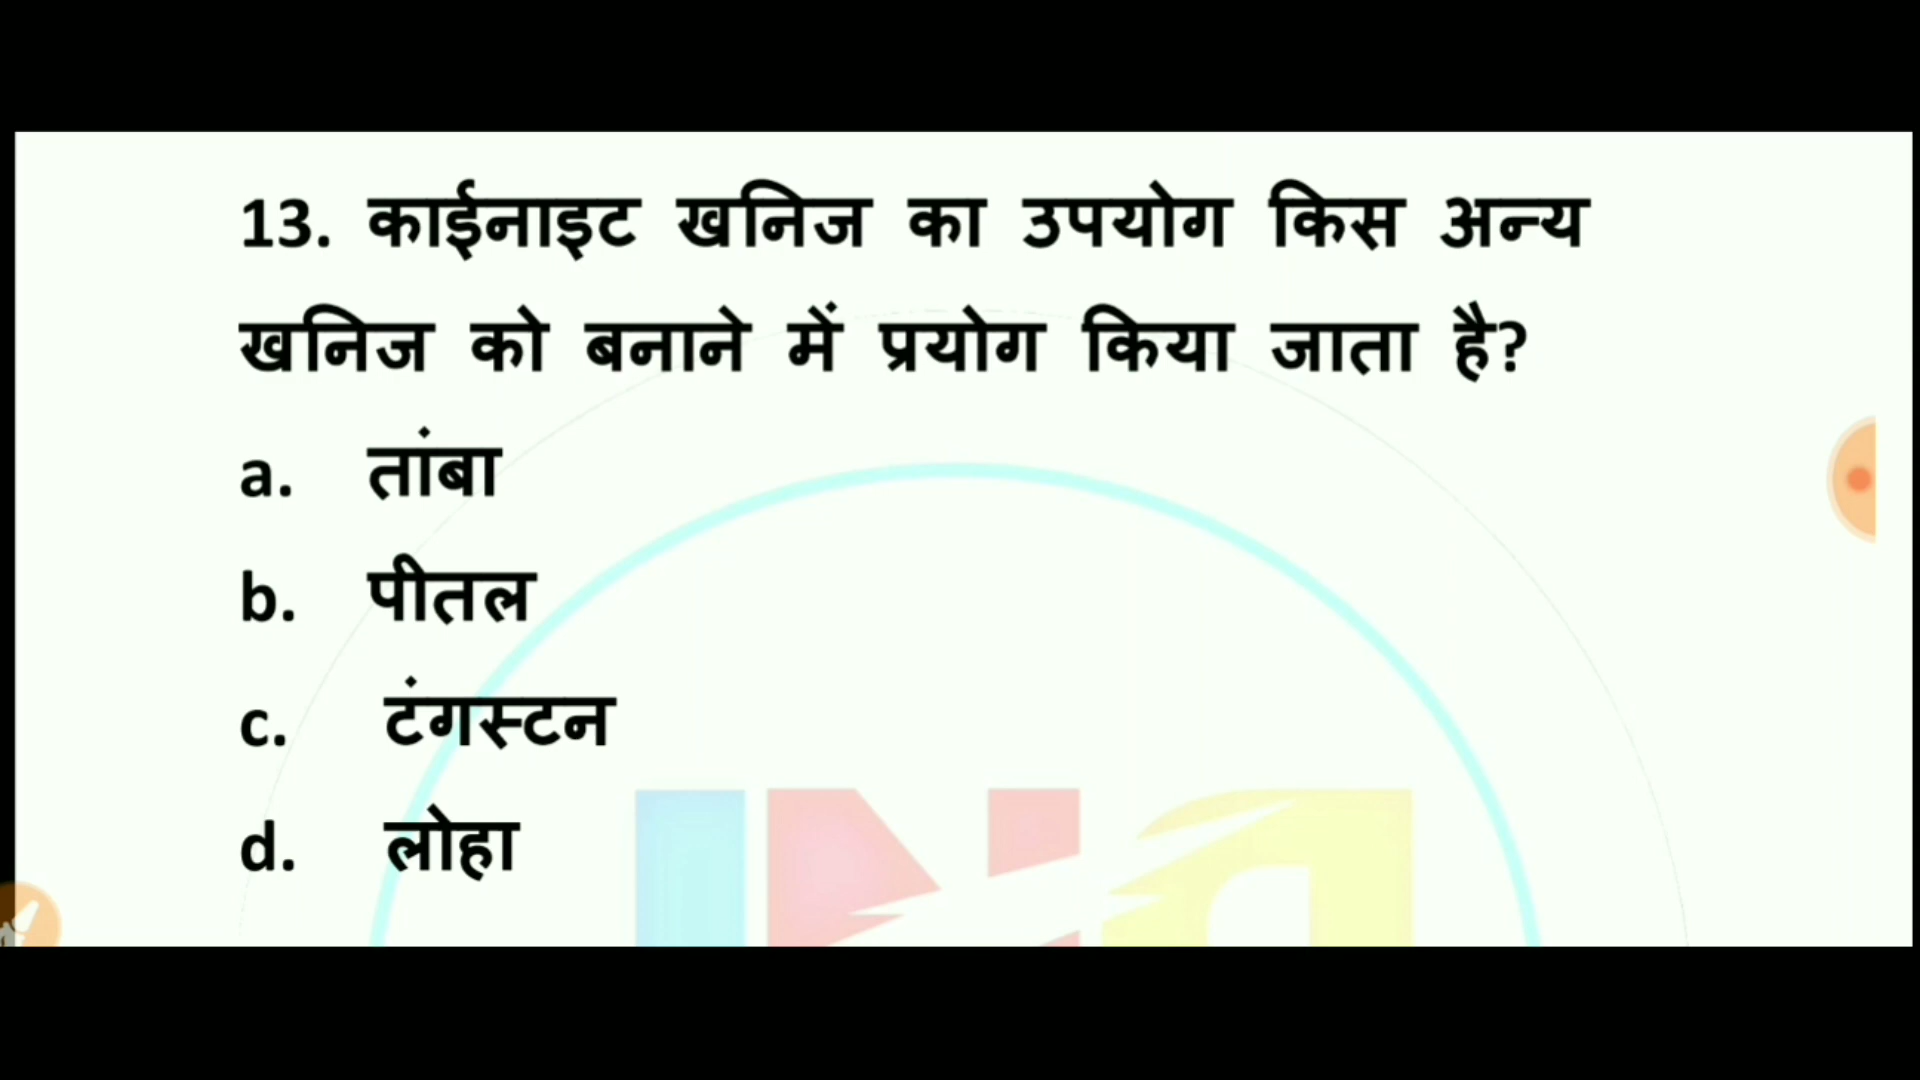 13. काईनाइट खनिज का उपयोग किस अन्य
खनिज को बनाने में प्रयोग किया जाता है?
a. तांबा
b. पीतल
c. टंगस्टन
d. लोहा